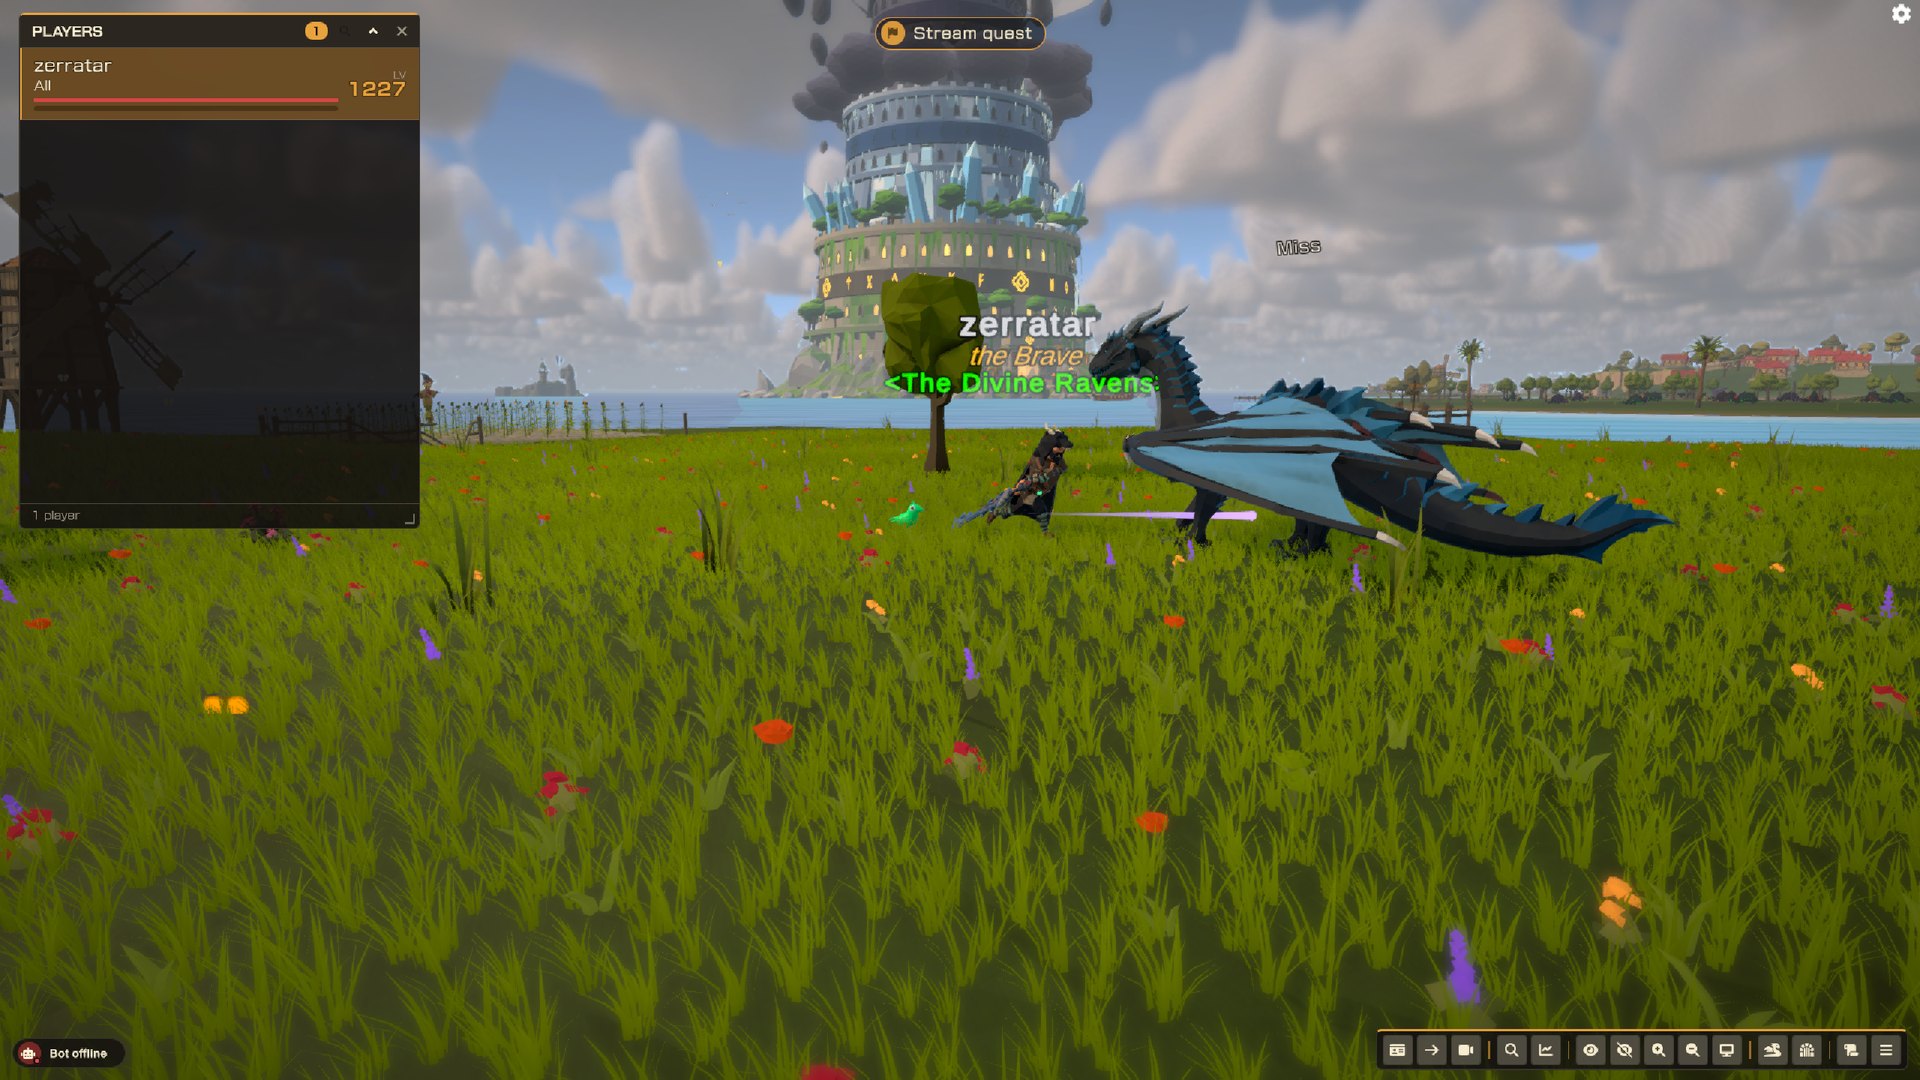 PLAYERS
1
zerratar
All
LV
1227
1 player
Stream quest
Miss
zerratar
the Brave
<The Divine Ravens
Bot offline